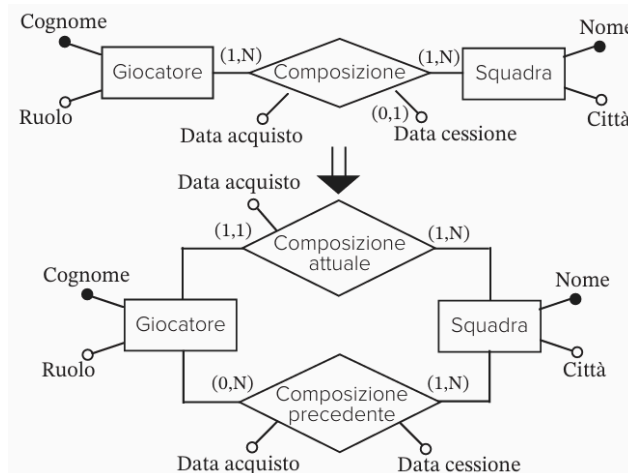 Cognome
Nome
(1,N)
(1,N)
Giocatore
Composizione
Squadra
Ruolo
(0,1)
Città
Data acquisto
Data cessione
Data acquisto
(1,1)
(1,N)
Composizione
attuale
Cognome
Nome
Giocatore
Squadra
Ruolo
Città
(0,N)
(1,N)
Composizione
precedente
Data acquisto
Data cessione